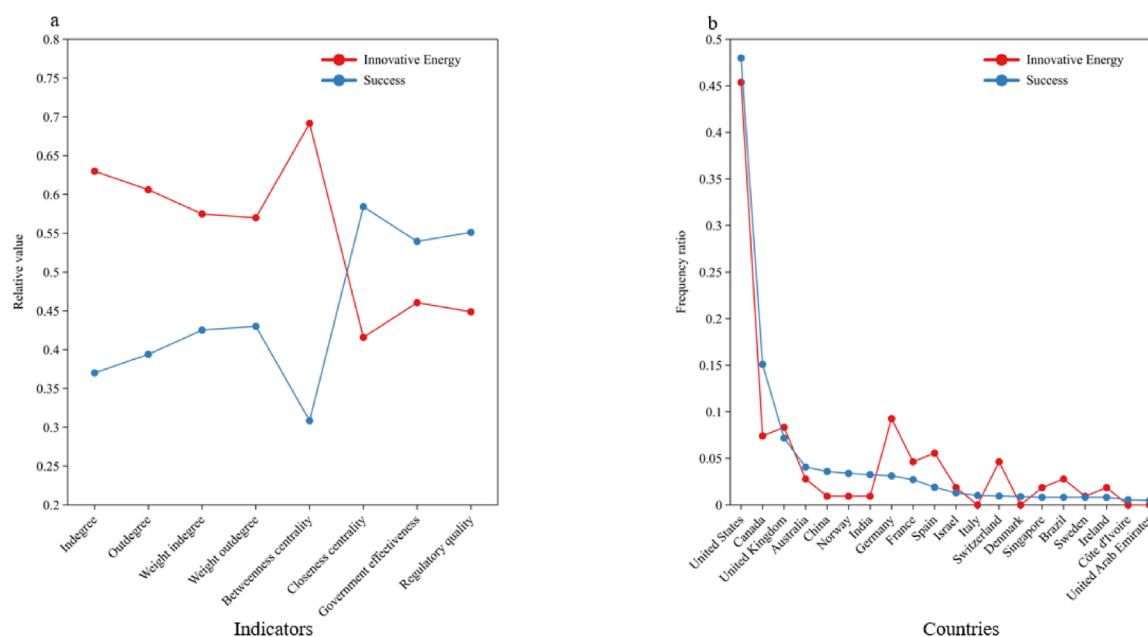 a
0.8
0.75
0.7
0.65
0.6
0.55
0.5
0.45
0.4
0.35
0.3
0.25
0.2
Relative value
Innovative Energy
Success
Indegree
Outdegree
Weight indegree
Weight outdegree
Betweenness centrality
Closeness centrality
Government effectiveness
Regulatory quality
Indicators
b
0.5
0.45
0.4
0.35
0.3
0.25
0.2
0.15
0.1
0.05
0
Frequency ratio
Innovative Energy
Success
United States
Canada
United Kingdom
Australia
China
Norway
India
Germany
France
Spain
Israel
Italy
Switzerland
Denmark
Singapore
Brazil
Sweden
Ireland
Côte d'Ivoire
United Arab Emirates
Countries